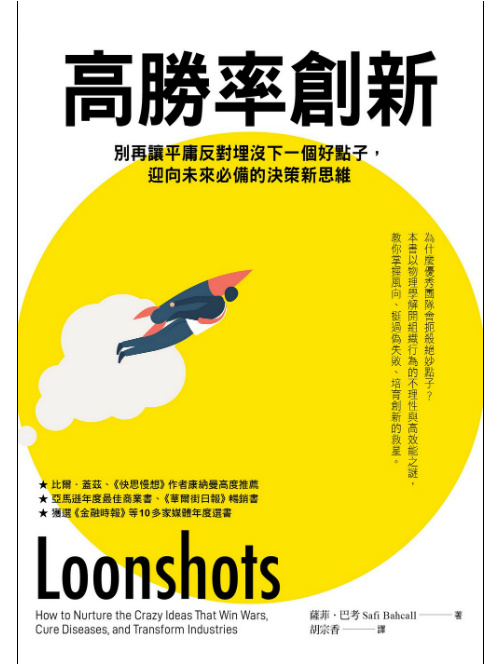 高勝率創新
別再讓平庸反對埋沒下一個好點子，
迎向未來必備的決策新思維
為什麼優秀團隊會扼殺絕妙點子？
本書以物理學解開組織行為的不理性與高效能之謎，
教你掌握風向、挺過偽失敗、培育創新的救星。
★ 比爾．蓋茲、《快思慢想》作者康納曼高度推薦
★ 亞馬遜年度最佳商業書、《華爾街日報》暢銷書
★ 獲選《金融時報》等10多家媒體年度選書
Loonshots
How to Nurture the Crazy Ideas That Win Wars,
Cure Diseases, and Transform Industries
薩菲・巴考 Safi Bahcall —— 著
胡宗香 —— 譯